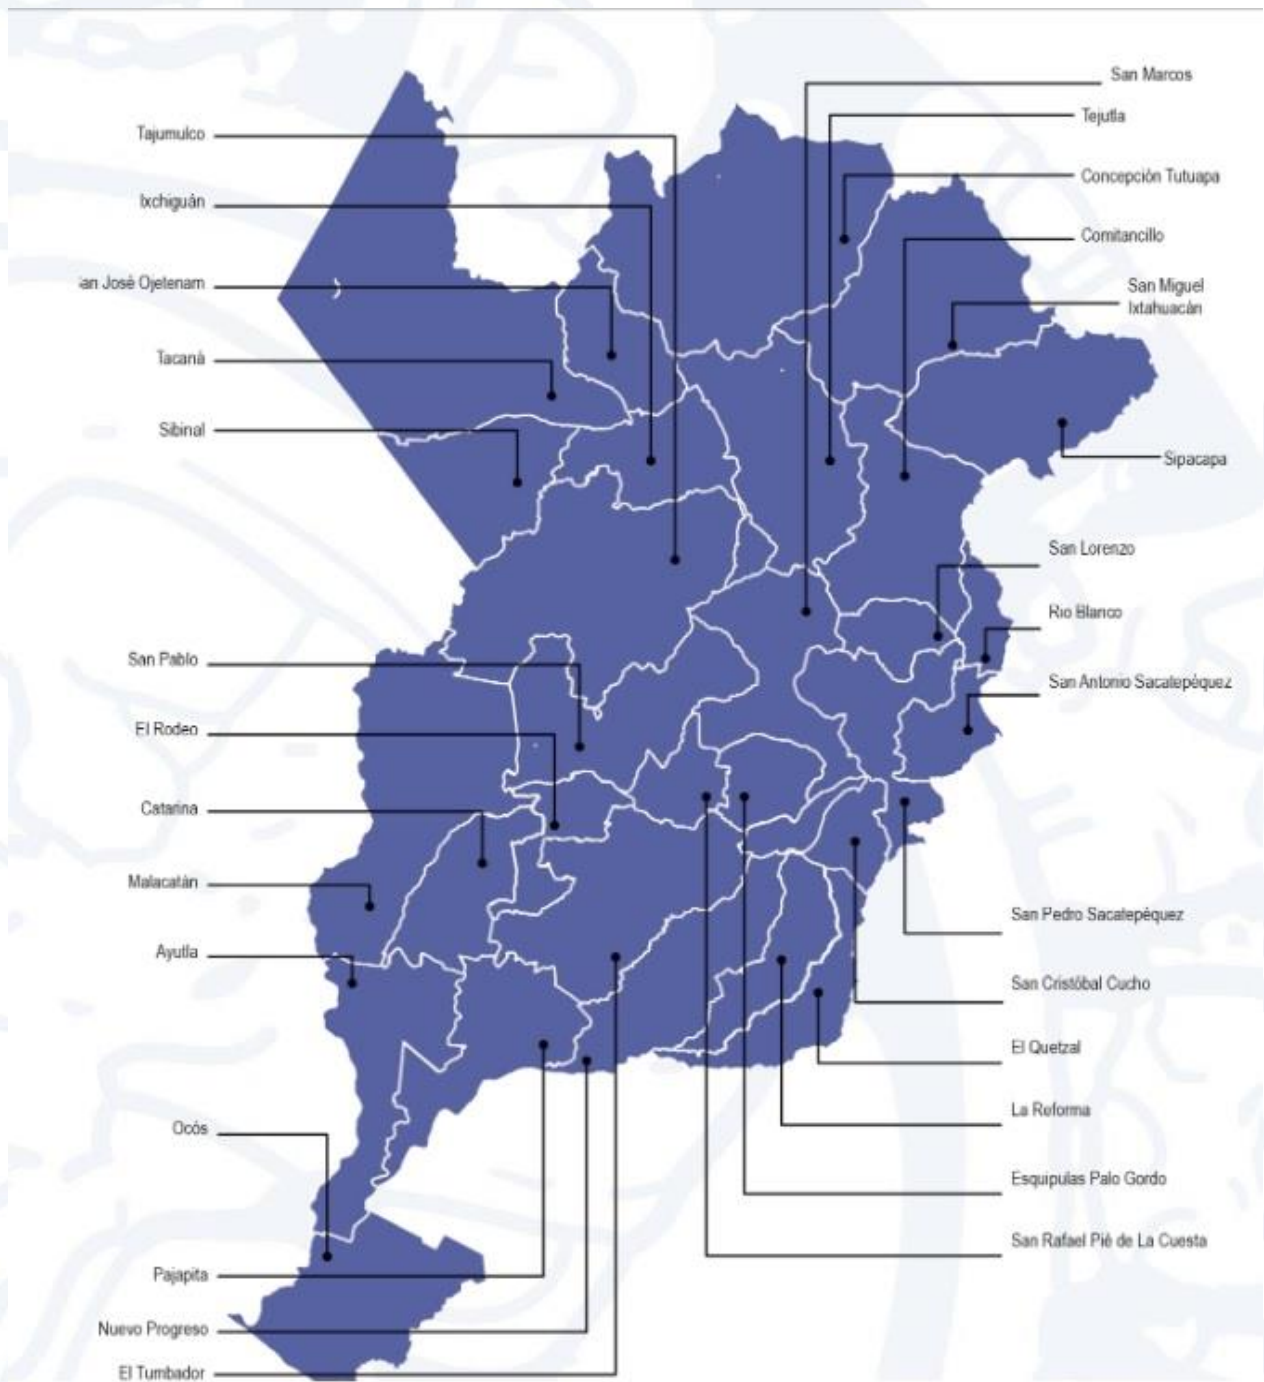 Tajumulco
Ixchiguán
an José Ojetenam
Tacaná
Sibinal
San Pablo
El Rodeo
Catarina
Malacatán
Ayutla
Ocós
Pajapita
Nuevo Progreso
El Tumbador
San Marcos
Tejutla
Concepción Tutuapa
Comitancillo
San Miguel
Ixtahuacán
Sipacapa
San Lorenzo
Rio Blanco
San Antonio Sacatepéquez
San Pedro Sacatepéquez
San Cristóbal Cucho
El Quetzal
La Reforma
Esquipulas Palo Gordo
San Rafael Pié de La Cuesta